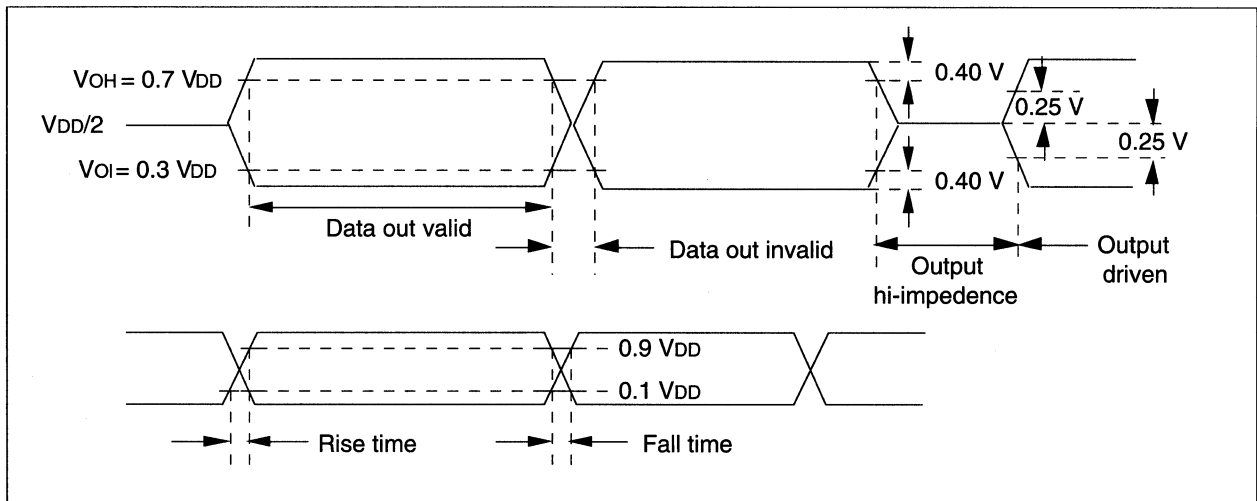 VOH = 0.7 VDD
VDD/2
VOI = 0.3 VDD
0.40 V
0.25 V
0.25 V
0.40 V
Data out valid
Data out invalid
Output
hi-impedence
Output
driven
0.9 VDD
0.1 VDD
Rise time
Fall time